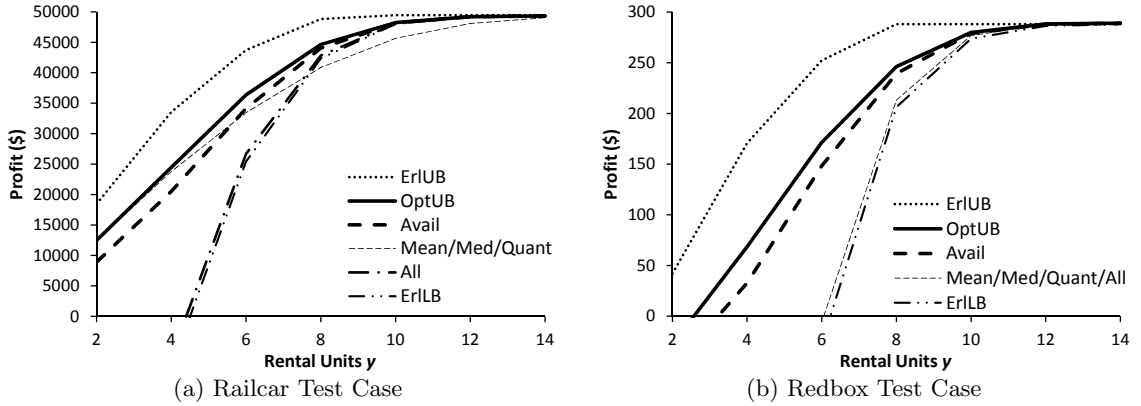 50000
45000
40000
35000
30000
25000
20000
15000
10000
5000
0
Profit ($)
2 4 6 8 10 12 14
Rental Units y
ErlUB
OptUB
Avail
Mean/Med/Quant
All
ErlLB
(a) Railcar Test Case
300
250
200
150
100
50
0
Profit ($)
2 4 6 8 10 12 14
Rental Units y
ErlUB
OptUB
Avail
Mean/Med/Quant/All
ErlLB
(b) Redbox Test Case